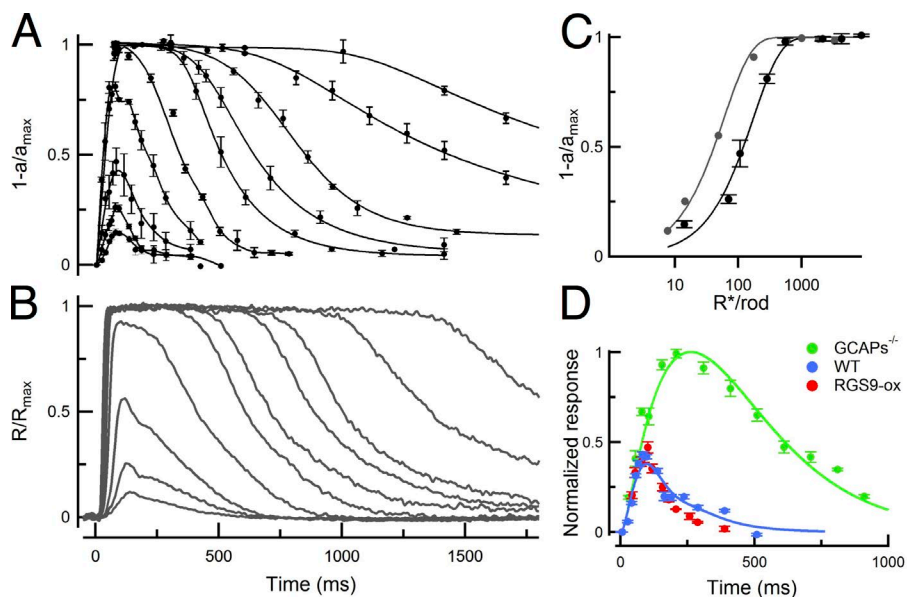 A
1-a/amax
1
0.5
0
B
R/Rmax
1
0.5
0
0
500
1000
1500
Time (ms)
C
1-a/amax
1
0.5
0
10
100
1000
R*/rod
D
GCAPs-/-
WT
RGS9-ox
Normalized response
1
0.5
0
0
500
1000
Time (ms)